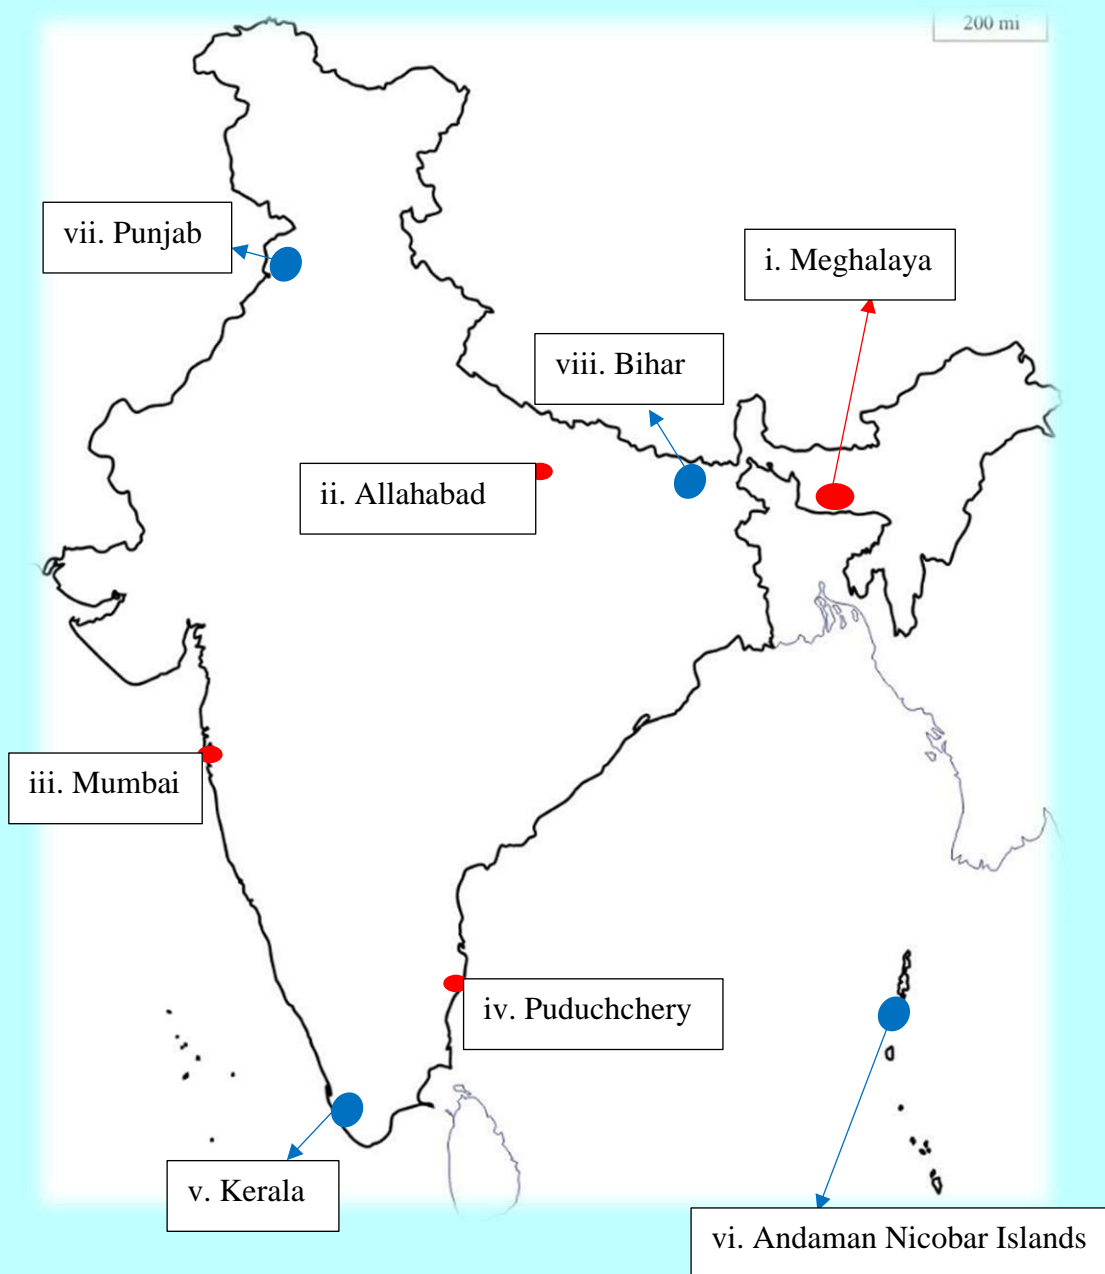 200 mi
vii. Punjab
i. Meghalaya
viii. Bihar
ii. Allahabad
iii. Mumbai
iv. Puduchchery
v. Kerala
vi. Andaman Nicobar Islands